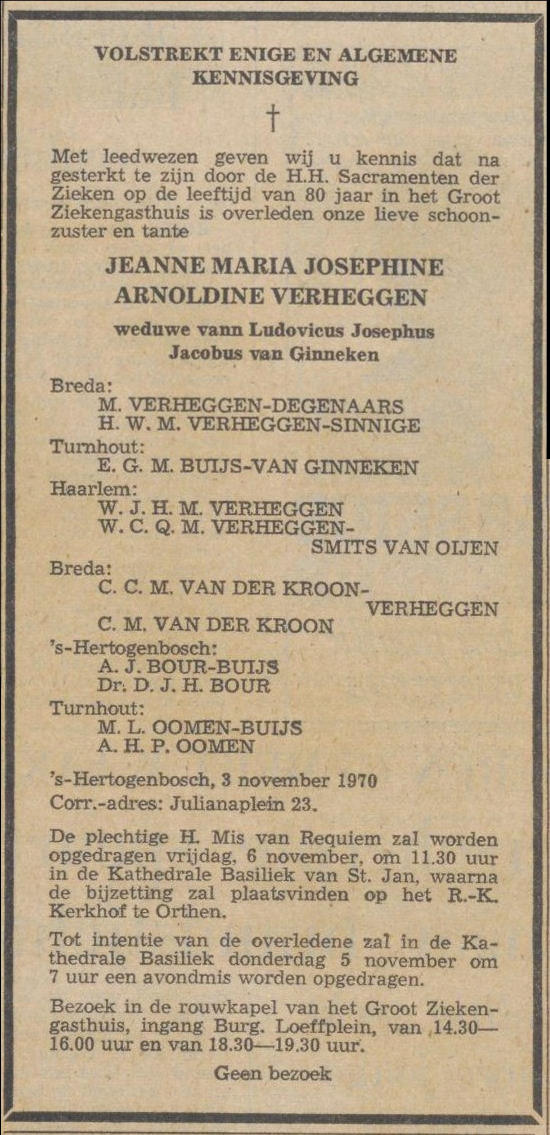 VOLSTREKT ENIGE EN ALGEMENE
KENNISGEVING
†
Met leedwezen geven wij u kennis dat na
gesterkt te zijn door de H.H. Sacramenten der
Zieken op de leeftijd van 80 jaar in het Groot
Ziekengasthuis is overleden onze lieve schoon-
zuster en tante
JEANNE MARIA JOSEPHINE
ARNOLDINE VERHEGGEN
weduwe vann Ludovicus Josephus
Jacobus van Ginneken
Breda:
M. VERHEGGEN-DEGENAARS
H. W. M. VERHEGGEN-SINNIGE
Turnhout:
E. G. M. BUIJS-VAN GINNEKEN
Haarlem:
W. J. H. M. VERHEGGEN
W. C. Q. M. VERHEGGEN-
SMITS VAN OIJEN
Breda:
C. C. M. VAN DER KROON-
VERHEGGEN
C. M. VAN DER KROON
's-Hertogenbosch:
A. J. BOUR-BUIJS
Dr. D. J. H. BOUR
Turnhout:
M. L. OOMEN-BUIJS
A. H. P. OOMEN
's-Hertogenbosch, 3 november 1970
Corr.-adres: Julianaplein 23.
De plechtige H. Mis van Requiem zal worden
opgedragen vrijdag, 6 november, om 11.30 uur
in de Kathedrale Basiliek van St. Jan, waarna
de bijzetting zal plaatsvinden op het R.-K.
Kerkhof te Orthen.
Tot intentie van de overledene zal in de Ka-
thedrale Basiliek donderdag 5 november om
7 uur een avondmis worden opgedragen.
Bezoek in de rouwkapel van het Groot Zieken-
gasthuis, ingang Burg. Loeffplein, van 14.30—
16.00 uur en van 18.30—19.30 uur.
Geen bezoek